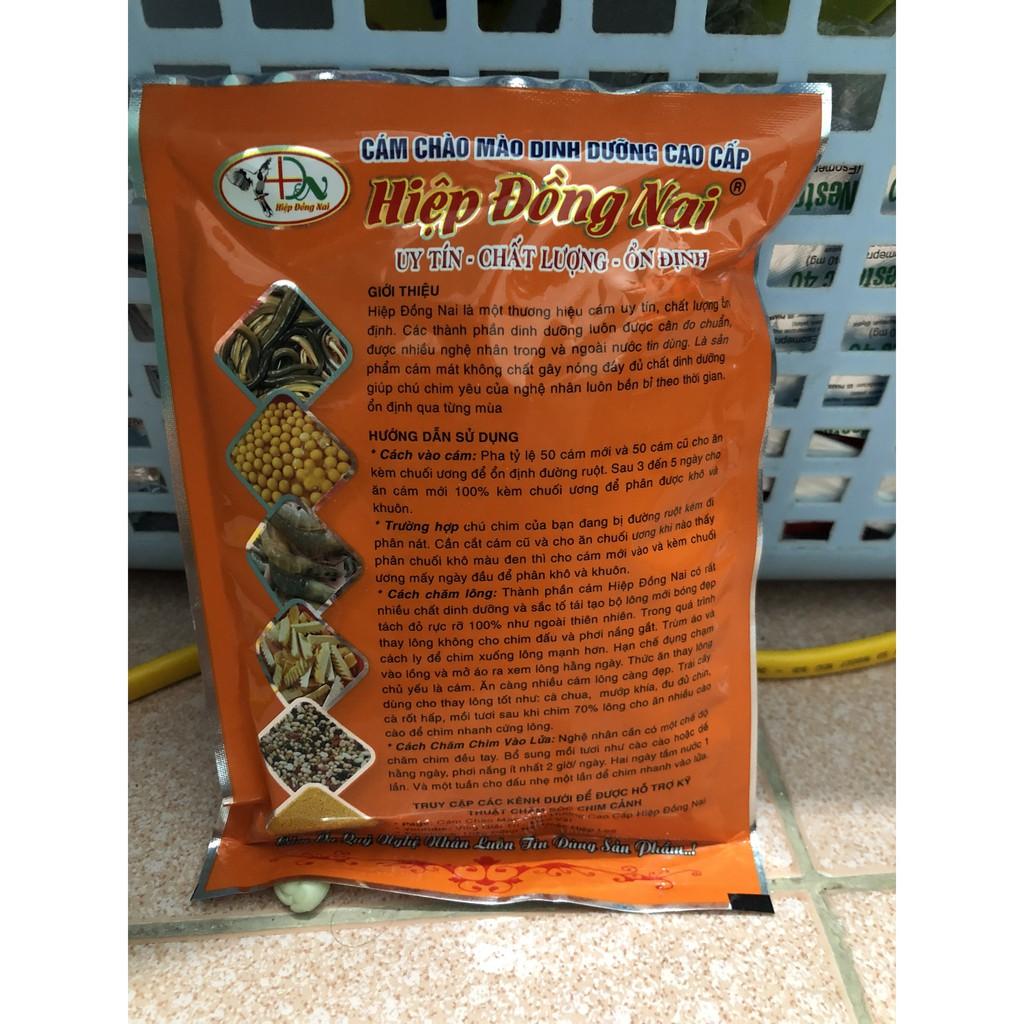 CÁM CHÀO MÀO DINH DƯỠNG CAO CẤP
HĐN
Hiệp Đồng Nai
Hiệp Đồng Nai ®
UY TÍN - CHẤT LƯỢNG - ỔN ĐỊNH
GIỚI THIỆU
Hiệp Đồng Nai là một thương hiệu cám uy tín, chất lượng ổn
định. Các thành phần dinh dưỡng luôn được cân đo chuẩn,
được nhiều nghệ nhân trong và ngoài nước tin dùng. Là sản
phẩm cám mát không chất gây nóng đáy đủ chất dinh dưỡng
giúp chú chim yêu của nghệ nhân luôn bền bỉ theo thời gian.
ổn định qua từng mùa
HƯỚNG DẪN SỬ DỤNG
* Cách vào cám: Pha tỷ lệ 50 cám mới và 50 cám cũ cho ăn
kèm chuối ương để ổn định đường ruột. Sau 3 đến 5 ngày cho
ăn cám mới 100% kèm chuối ương để phân được khô và
khuôn.
* Trường hợp chú chim của bạn đang bị đường ruột kém đi
phân nát. Cần cắt cám cũ và cho ăn chuối ương khi nào thấy
phân chuối khô màu đen thì cho cám mới vào và kèm chuối
ương mấy ngày đầu để phân khô và khuôn.
* Cách chăm lông: Thành phần cám Hiệp Đồng Nai có rất
nhiều chất dinh dưỡng và sắc tố tái tạo bộ lông mới bóng đẹp
tách đỏ rực rỡ 100% như ngoài thiên nhiên. Trong quá trình
thay lông không cho chim đấu và phơi nắng gắt. Trùm áo và
cách ly để chim xuống lông mạnh hơn. Hạn chế đụng chạm
vào lồng và mở áo ra xem lông hằng ngày. Thức ăn thay lông
chủ yếu là cám. Ăn càng nhiều cám lông càng đẹp. Trái cây
dùng cho thay lông tốt như: cà chua, mướp khía, đu đủ chín,
cà rốt hấp, mồi tươi sau khi chim 70% lông cho ăn nhiều cào
cào để chim nhanh cứng lông.
* Cách Chăm Chim Vào Lửa: Nghệ nhân cần có một chế độ
chăm chim đều tay. Bổ sung mồi tươi như cào cào hoặc dế
hằng ngày, phơi nắng ít nhất 2 giờ/ ngày. Hai ngày tắm nước 1
lần. Và một tuần cho đấu nhẹ một lần để chim nhanh vào lửa.
TRUY CẬP CÁC KÊNH DƯỚI ĐỂ ĐƯỢC HỖ TRỢ KỸ
THUẬT CHĂM SÓC CHIM CẢNH
Cao Cấp Hiệp Đồng Nai
Quý Nghệ Nhân Luôn Tin Dùng Sản Phẩm..!